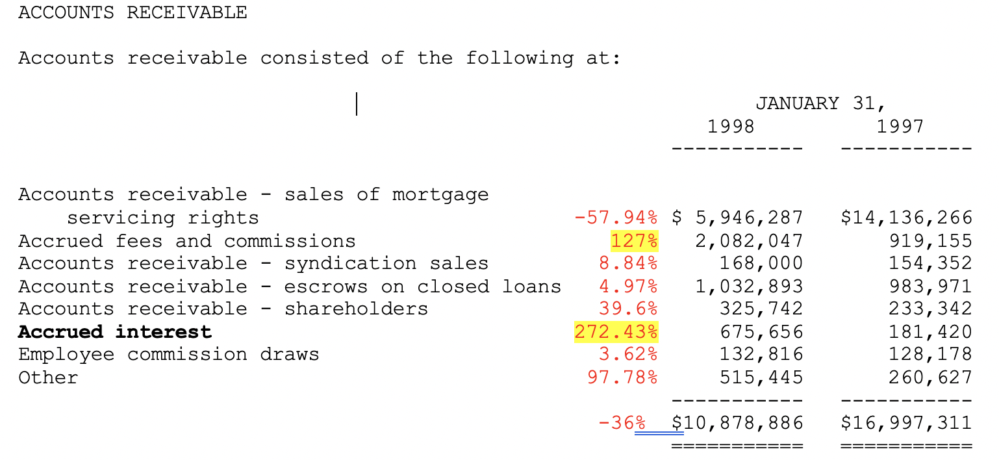 ACCOUNTS RECEIVABLE
Accounts receivable consisted of the following at:
JANUARY 31,
1998 1997
----------- -----------
Accounts receivable - sales of mortgage
servicing rights -57.94% $ 5,946,287 $14,136,266
Accrued fees and commissions 127% 2,082,047 919,155
Accounts receivable - syndication sales 8.84% 168,000 154,352
Accounts receivable - escrows on closed loans 4.97% 1,032,893 983,971
Accounts receivable - shareholders 39.6% 325,742 233,342
Accrued interest 272.43% 675,656 181,420
Employee commission draws 3.62% 132,816 128,178
Other 97.78% 515,445 260,627
----------- -----------
-36% $10,878,886 $16,997,311
=========== ===========